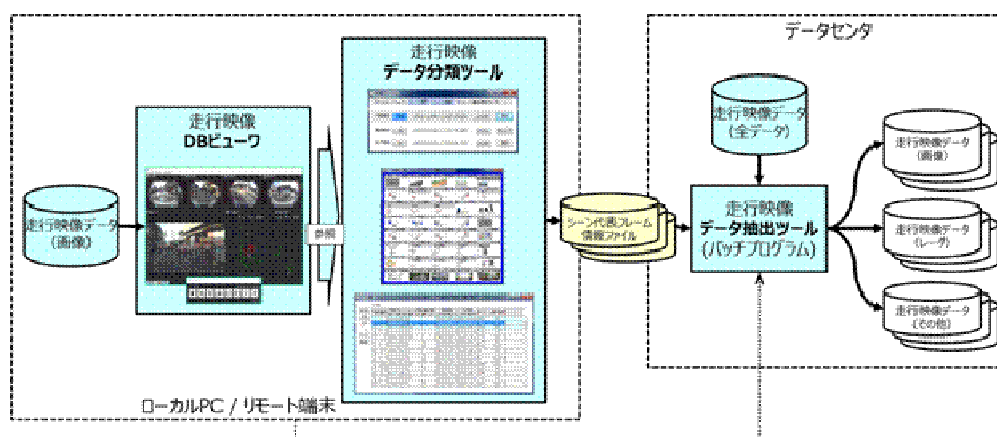 走行映像
データ分類ツール
走行映像
DBビューワ
走行映像データ
(画像)
参照
ローカルPC / リモート端末
シーン代表フレーム
情報ファイル
データセンタ
走行映像データ
(全データ)
走行映像
データ抽出ツール
(バッチプログラム)
走行映像データ
(画像)
走行映像データ
(レーダ)
走行映像データ
(その他)